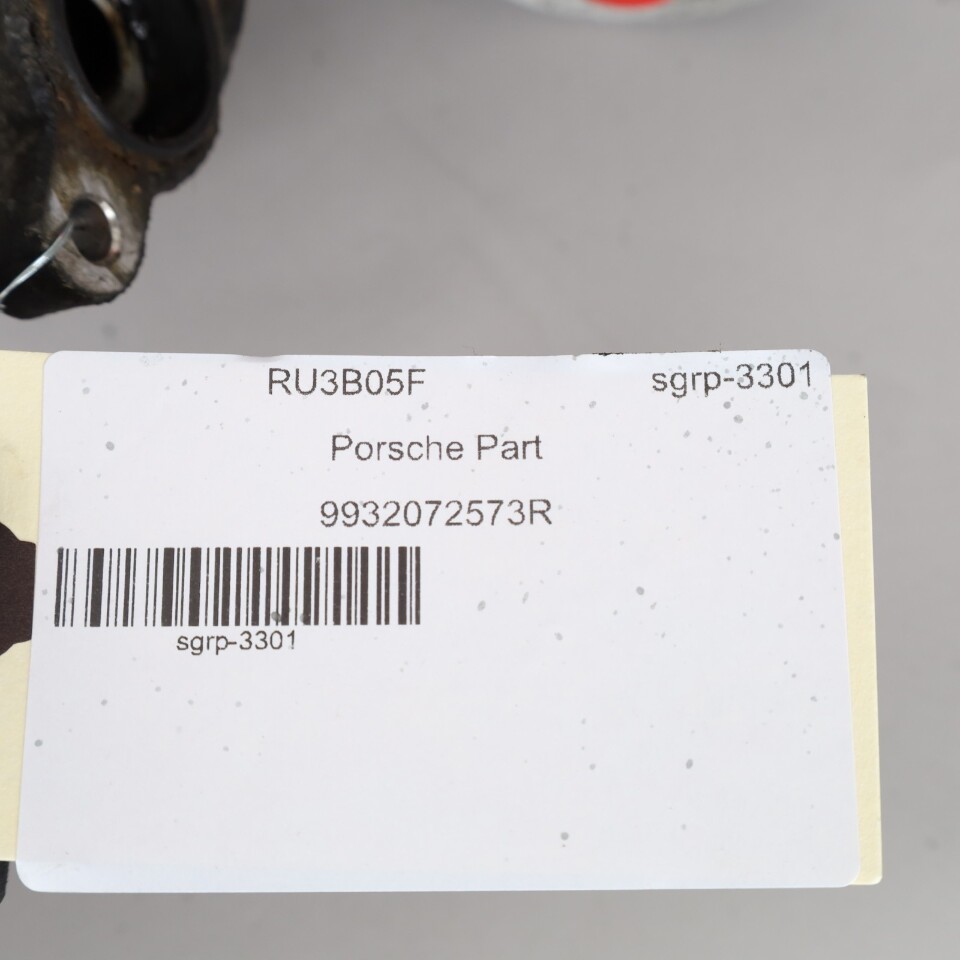 RU3B05F sgrp-3301
Porsche Part
9932072573R
sgrp-3301